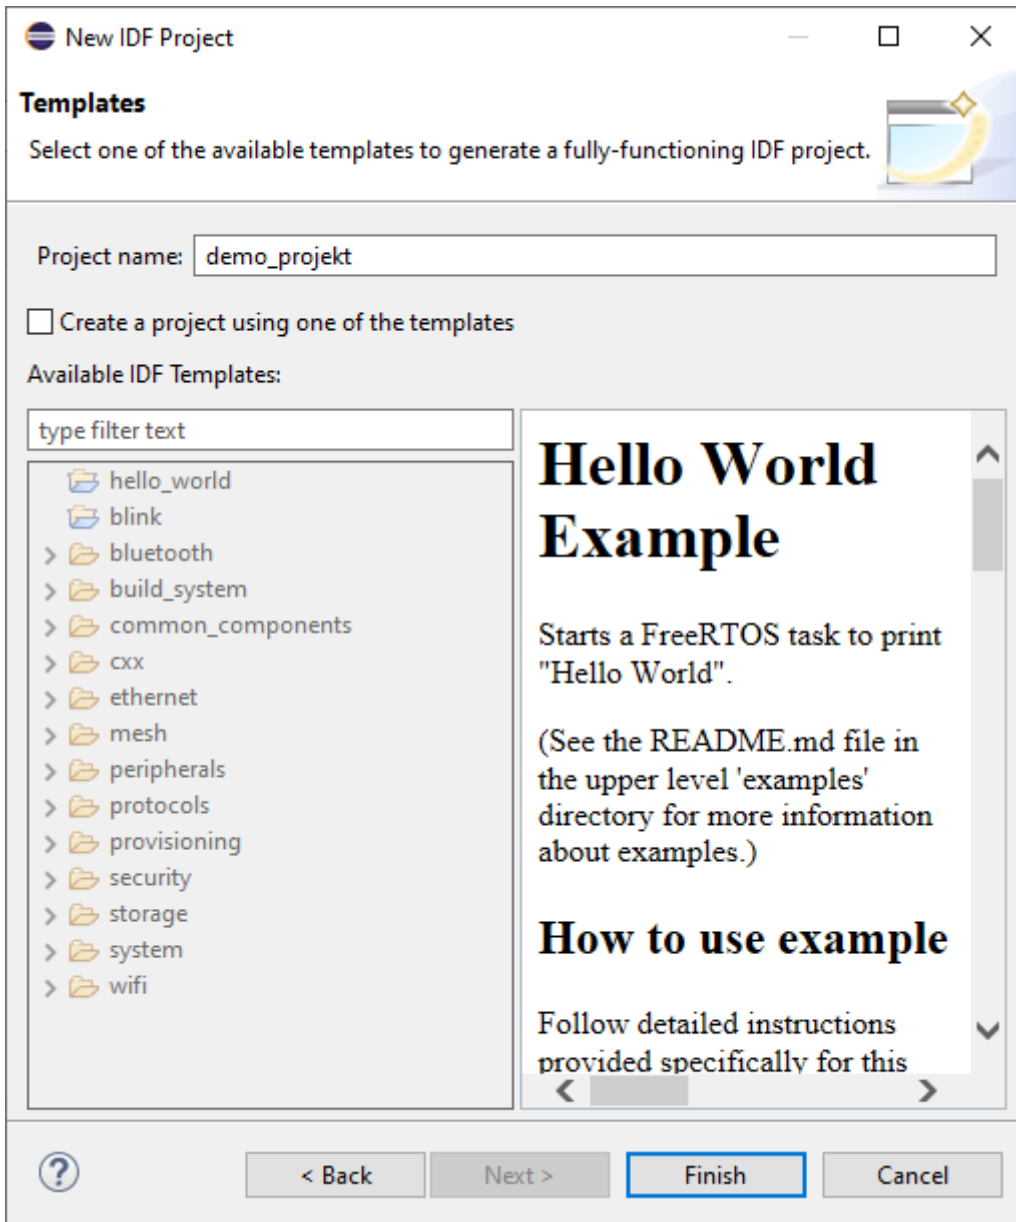 New IDF Project
Templates
Select one of the available templates to generate a fully-functioning IDF project.
Project name: demo_projekt
Create a project using one of the templates
Available IDF Templates:
type filter text
hello_world
blink
bluetooth
build_system
common_components
cxx
ethernet
mesh
peripherals
protocols
provisioning
security
storage
system
wifi
Hello World
Example
Starts a FreeRTOS task to print
"Hello World".
(See the README.md file in
the upper level 'examples'
directory for more information
about examples.)
How to use example
Follow detailed instructions
provided specifically for this
? < Back Next > Finish Cancel